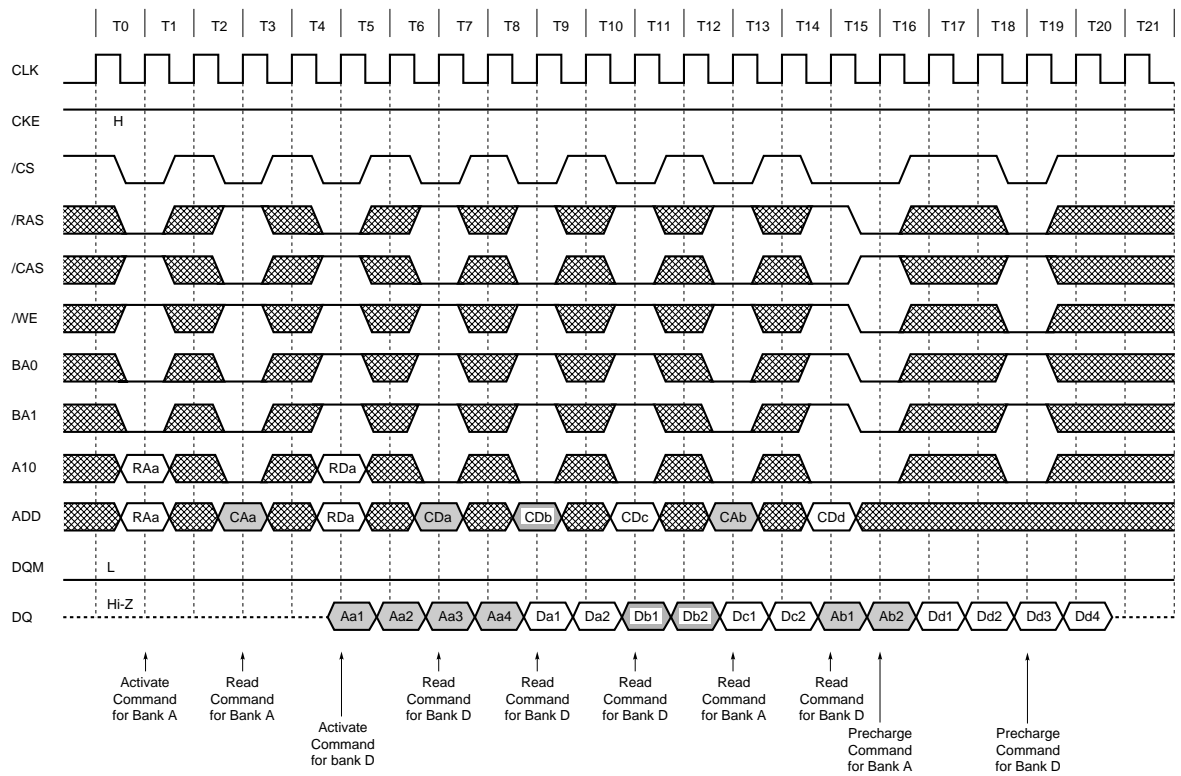 T0 T1 T2 T3 T4 T5 T6 T7 T8 T9 T10 T11 T12 T13 T14 T15 T16 T17 T18 T19 T20 T21
CLK
CKE H
/CS
/RAS
/CAS
/WE
BA0
BA1
A10 RAa RDa
ADD RAa CAa RDa CDa CDb CDc CAb CDd
DQM L
DQ Hi-Z Aa1 Aa2 Aa3 Aa4 Da1 Da2 Db1 Db2 Dc1 Dc2 Ab1 Ab2 Dd1 Dd2 Dd3 Dd4
Activate
Command
for Bank A
Read
Command
for Bank A
Activate
Command
for bank D
Read
Command
for Bank D
Read
Command
for Bank D
Read
Command
for Bank D
Read
Command
for Bank A
Read
Command
for Bank D
Precharge
Command
for Bank A
Precharge
Command
for Bank D